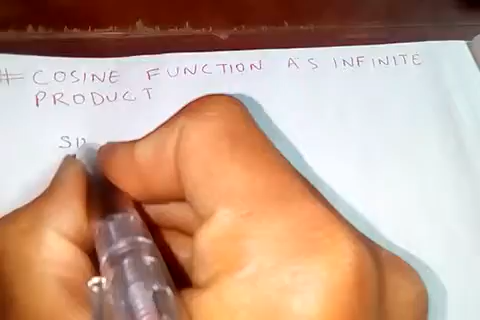 # COSINE FUNCTION AS INFINITE
PRODUCT